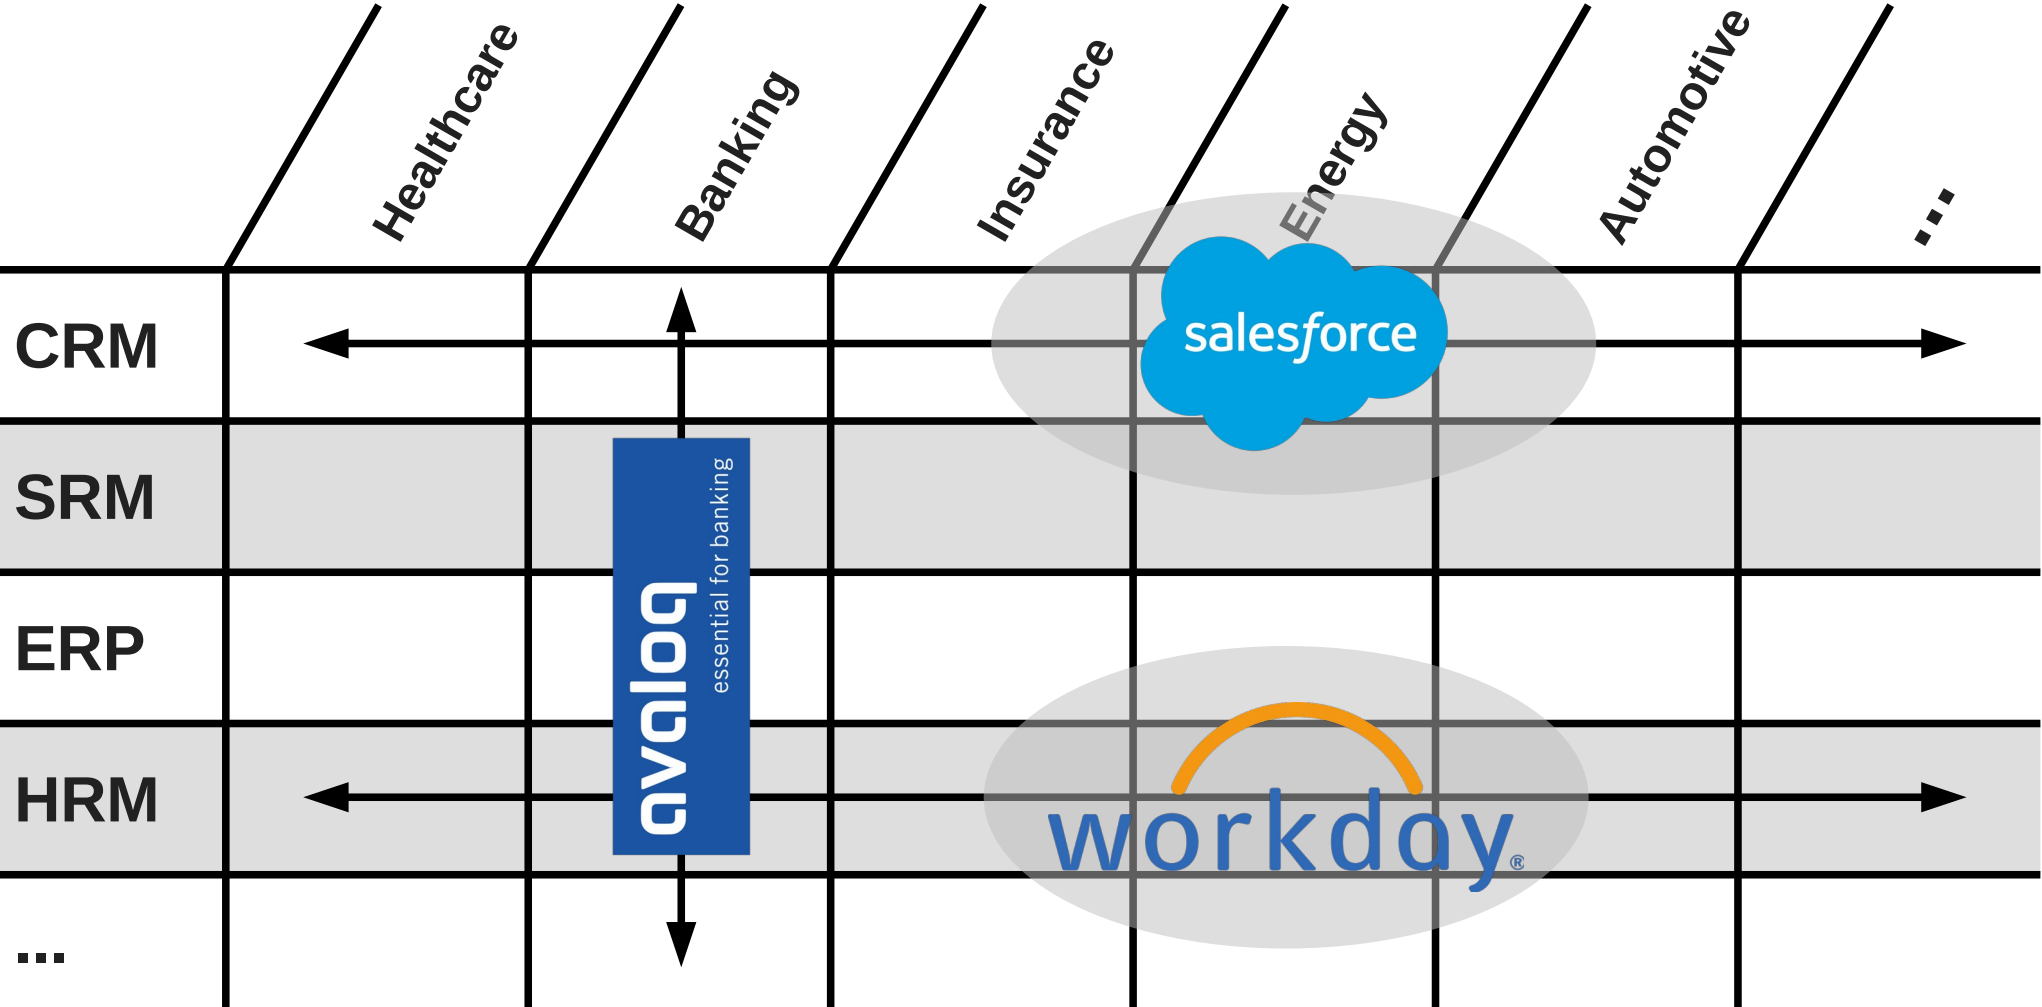 Healthcare
Banking
Insurance
Energy
Automotive
...
CRM
salesforce
SRM
avaloq
essential for banking
ERP
HRM
workday®
...